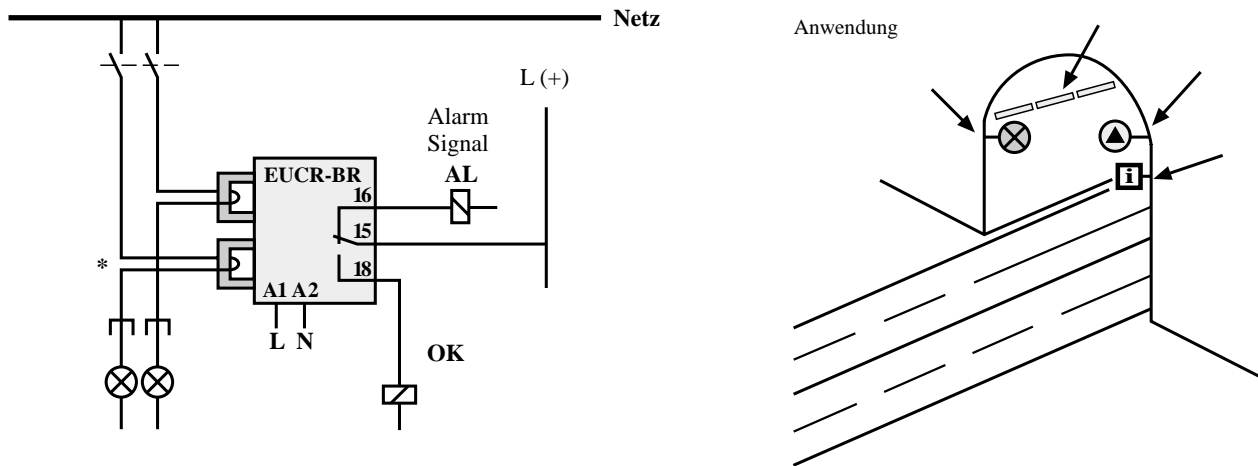 Netz
L (+)
Alarm
Signal
AL
EUCR-BR
16
15
18
A1 A2
L N
OK
*
Anwendung
i